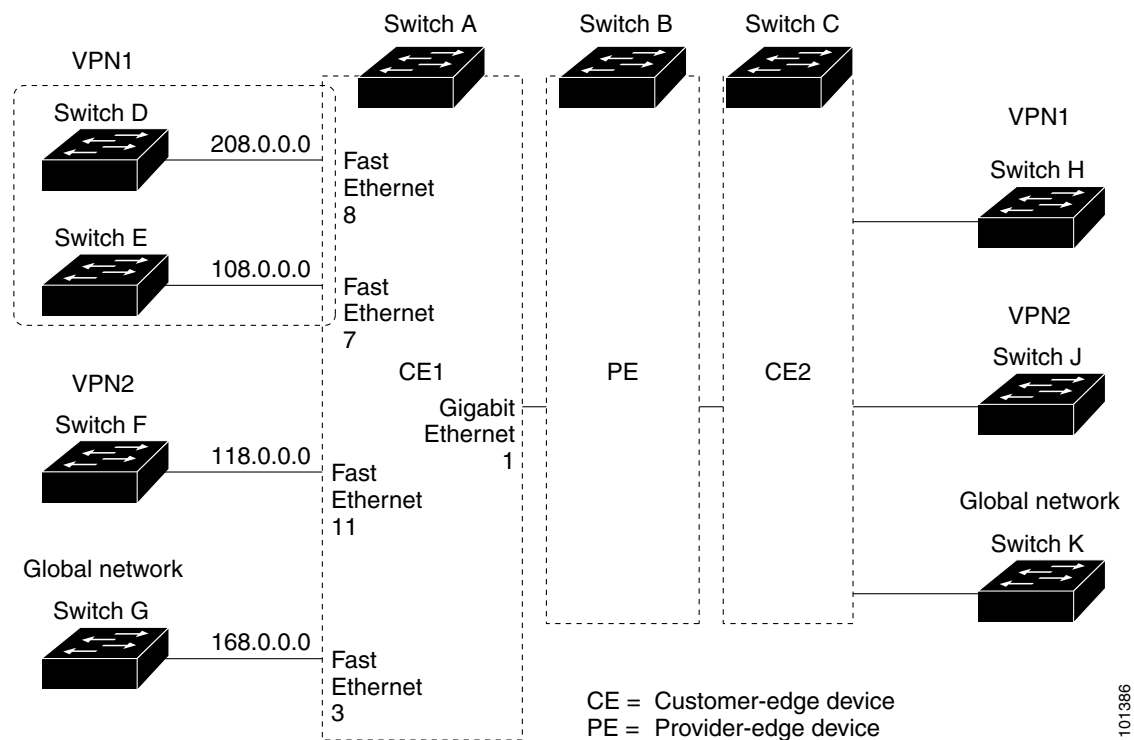 Switch A
Switch B
Switch C
VPN1
Switch D
208.0.0.0
Fast
Ethernet
8
Switch E
108.0.0.0
Fast
Ethernet
7
VPN2
Switch F
118.0.0.0
Fast
Ethernet
11
Global network
Switch G
168.0.0.0
Fast
Ethernet
3
CE1
Gigabit
Ethernet
1
PE
CE2
VPN1
Switch H
VPN2
Switch J
Global network
Switch K
CE = Customer-edge device
PE = Provider-edge device
101386